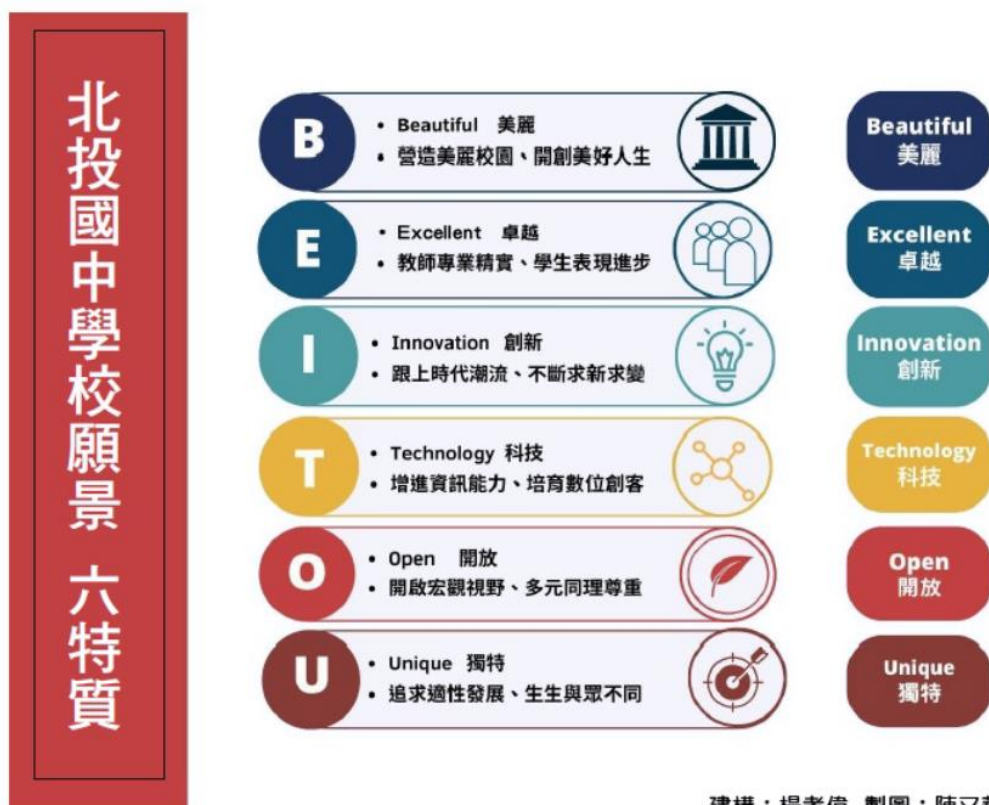 北投國中學校願景 六特質
B
• Beautiful 美麗
• 營造美麗校園、開創美好人生
Beautiful
美麗
E
• Excellent 卓越
• 教師專業精實、學生表現進步
Excellent
卓越
I
• Innovation 創新
• 跟上時代潮流、不斷求新求變
Innovation
創新
T
• Technology 科技
• 增進資訊能力、培育數位創客
Technology
科技
O
• Open 開放
• 開啟宏觀視野、多元同理尊重
Open
開放
U
• Unique 獨特
• 追求適性發展、生生與眾不同
Unique
獨特